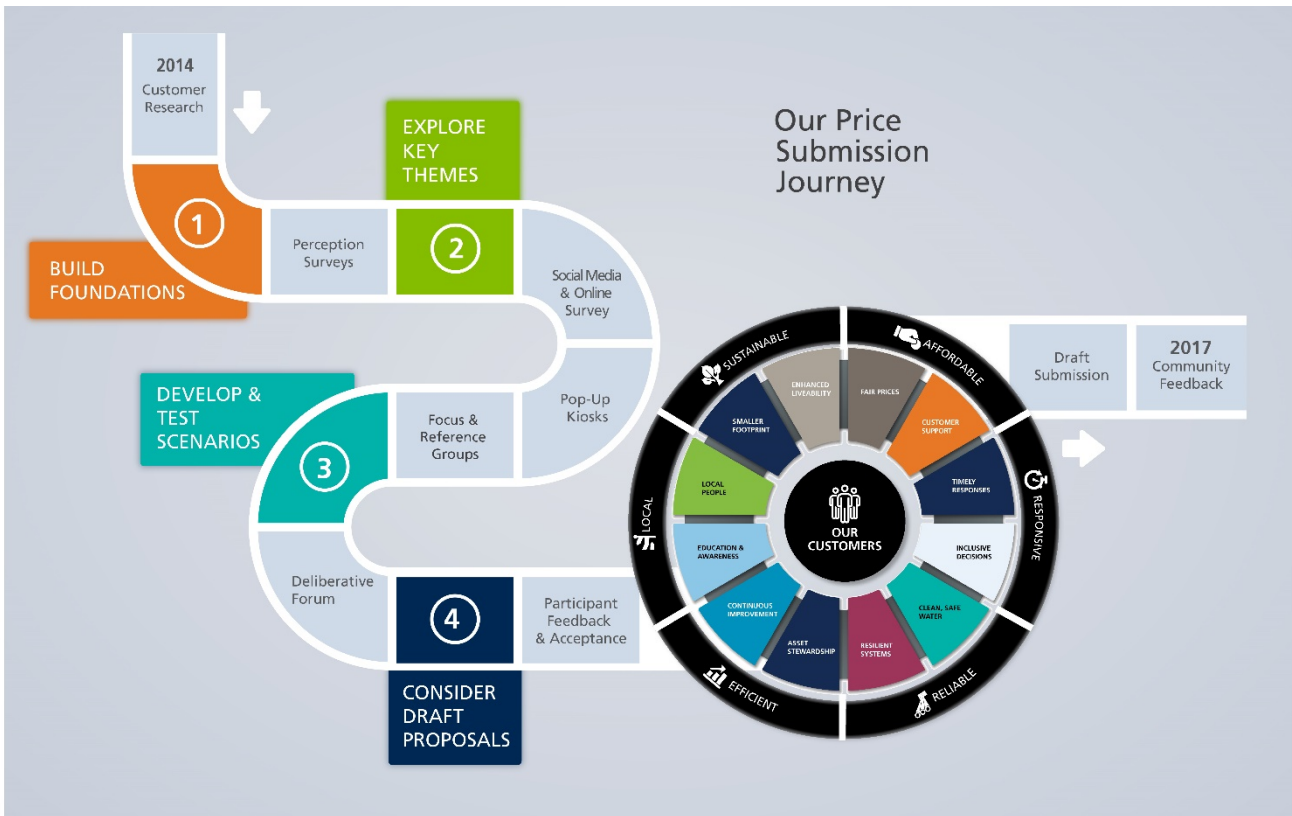 Our Price
Submission
Journey
2014
Customer
Research
1
BUILD
FOUNDATIONS
Perception
Surveys
EXPLORE
KEY
THEMES
2
Social Media
& Online
Survey
Pop-Up
Kiosks
Focus &
Reference
Groups
DEVELOP &
TEST
SCENARIOS
3
Deliberative
Forum
4
CONSIDER
DRAFT
PROPOSALS
Participant
Feedback
& Acceptance
SUSTAINABLE
AFFORDABLE
RESPONSIVE
RELIABLE
EFFICIENT
LOCAL
ENHANCED
LIVEABILITY
FAIR PRICES
CUSTOMER
SUPPORT
TIMELY
RESPONSES
INCLUSIVE
DECISIONS
CLEAN, SAFE
WATER
RESILIENT
SYSTEMS
ASSET
STEWARDSHIP
CONTINUOUS
IMPROVEMENT
EDUCATION &
AWARENESS
LOCAL
PEOPLE
SMALLER
FOOTPRINT
OUR
CUSTOMERS
Draft
Submission
2017
Community
Feedback